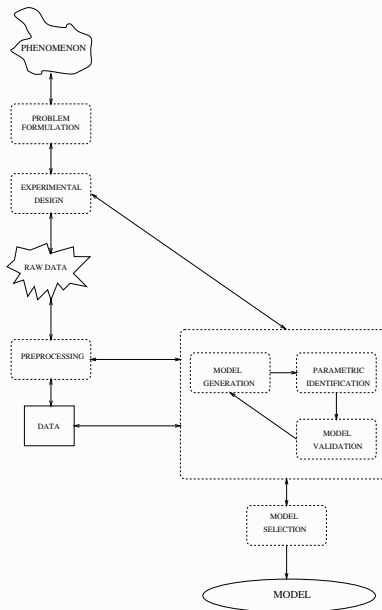 PHENOMENON
PROBLEM
FORMULATION
EXPERIMENTAL
DESIGN
RAW DATA
PREPROCESSING
DATA
MODEL
GENERATION
PARAMETRIC
IDENTIFICATION
MODEL
VALIDATION
MODEL
SELECTION
MODEL